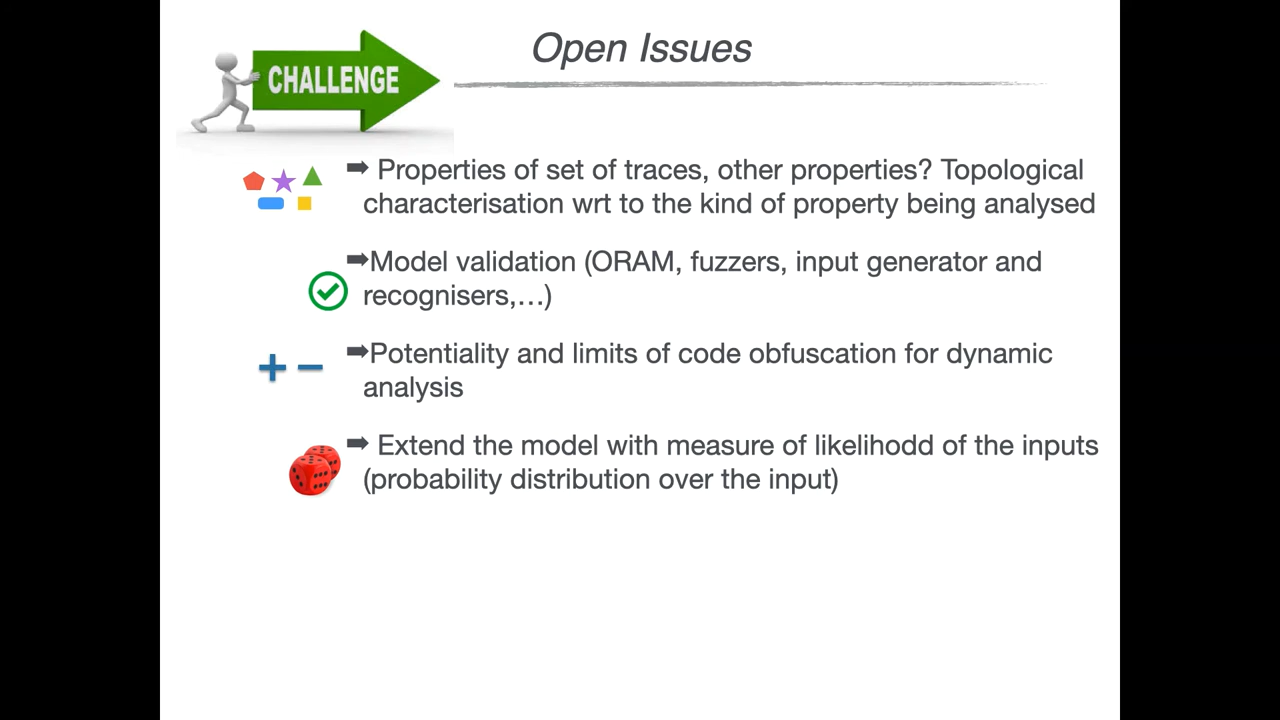 CHALLENGE
Open Issues
➡ Properties of set of traces, other properties? Topological
characterisation wrt to the kind of property being analysed
➡Model validation (ORAM, fuzzers, input generator and
recognisers,…)
➡Potentiality and limits of code obfuscation for dynamic
analysis
➡ Extend the model with measure of likelihodd of the inputs
(probability distribution over the input)